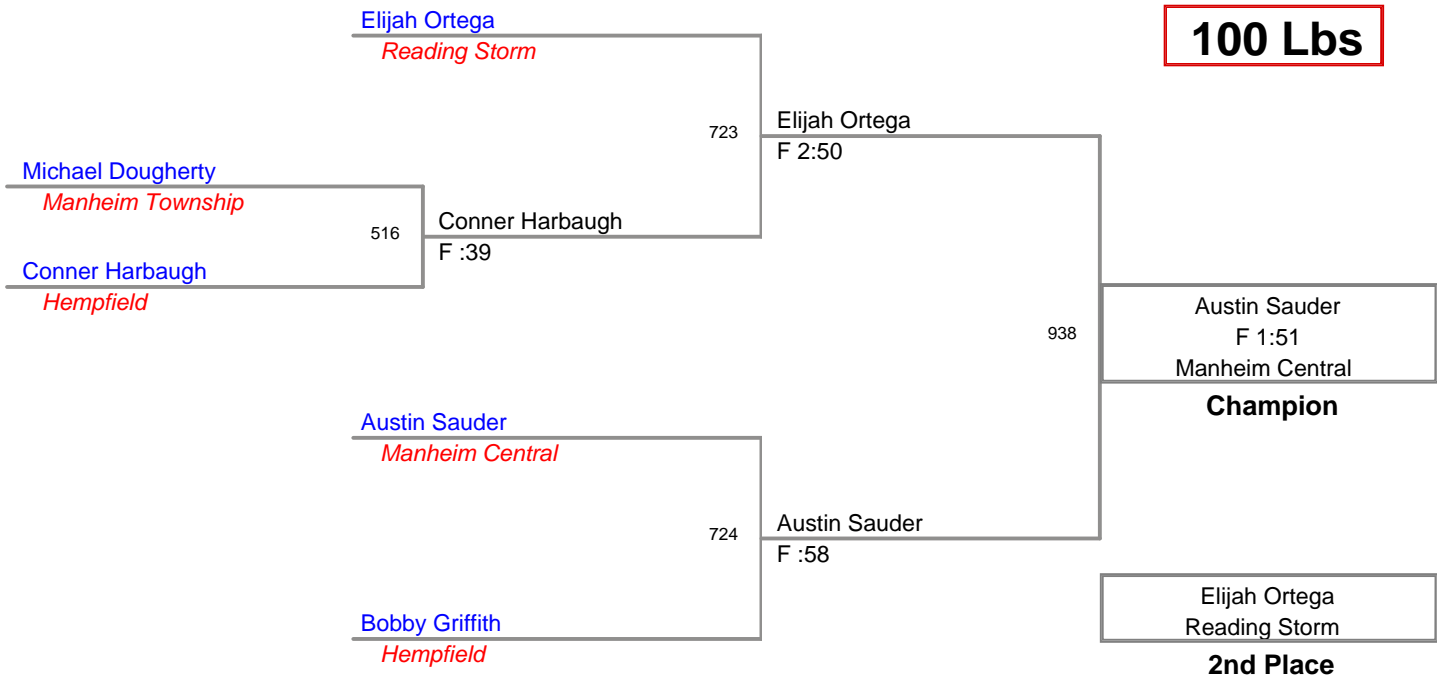 Elijah Ortega
Reading Storm
100 Lbs
723
Elijah Ortega
F 2:50
Michael Dougherty
Manheim Township
516
Conner Harbaugh
F :39
Conner Harbaugh
Hempfield
938
Austin Sauder
F 1:51
Manheim Central
Champion
Austin Sauder
Manheim Central
724
Austin Sauder
F :58
Bobby Griffith
Hempfield
Elijah Ortega
Reading Storm
2nd Place